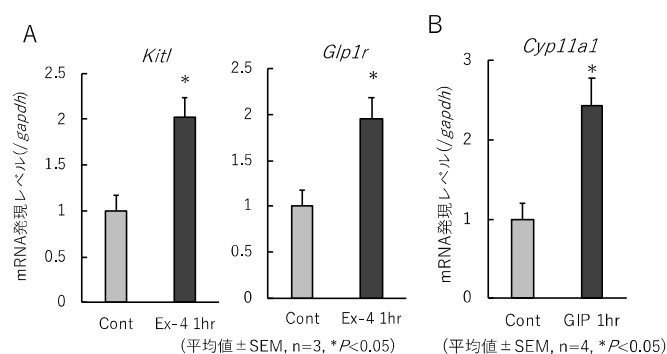 A
Kitl
Glp1r
B
Cyp11a1
mRNA発現レベル(/gapdh)
2.5
2
1.5
1
0.5
0
*
Cont
Ex-4 1hr
2.5
2
1.5
1
0.5
0
*
Cont
Ex-4 1hr
(平均値±SEM, n=3, *P<0.05)
mRNA発現レベル(/gapdh)
3
2
1
0
*
Cont
GIP 1hr
(平均値±SEM, n=4, *P<0.05)